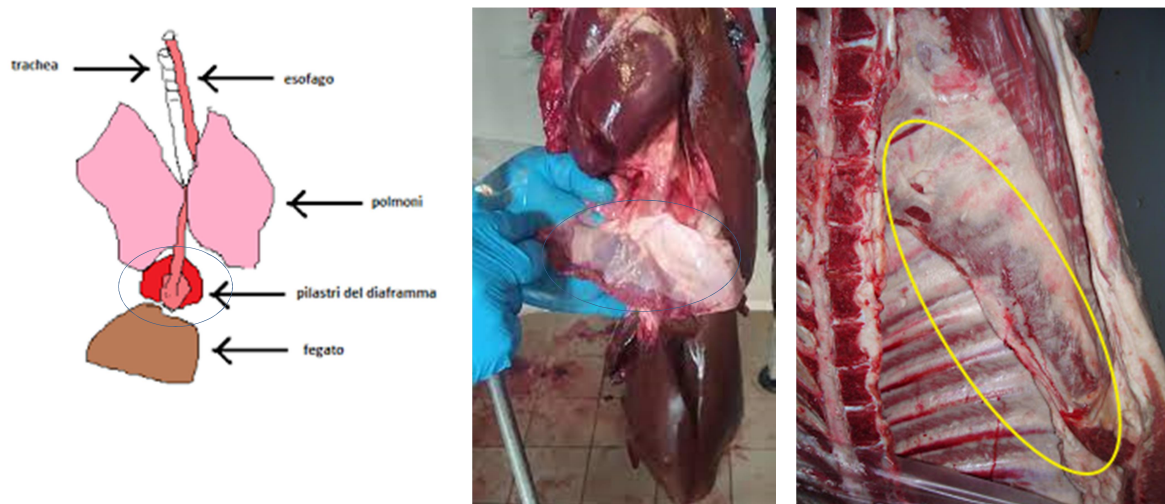 trachea
esofago
polmoni
pilastri del diaframma
fegato